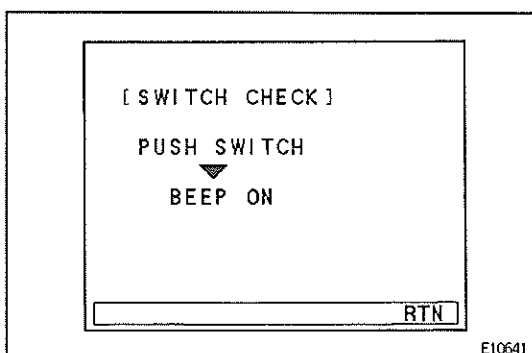 [SWITCH CHECK]
PUSH SWITCH
BEEP ON
RTN
E10641